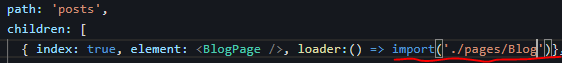 path: 'posts',
children: [
{ index: true, element: <BlogPage />, loader:() => import('./pages/Blog')},